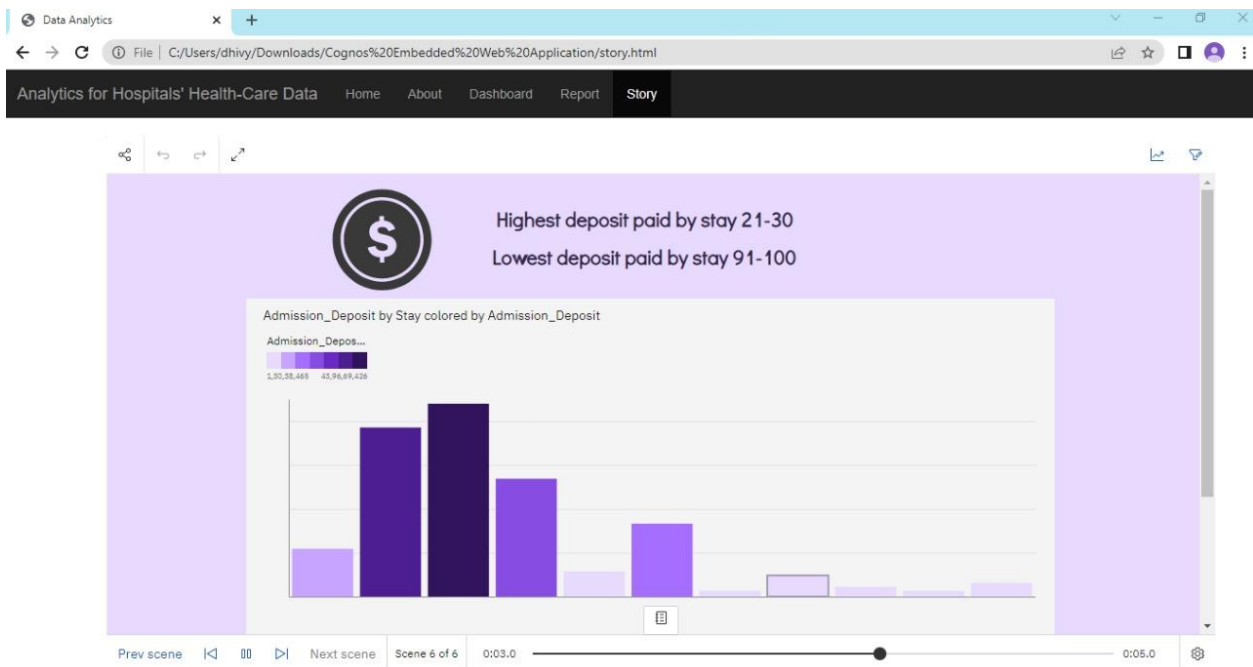 Data Analytics
File | C:/Users/dhivy/Downloads/Cognos%20Embedded%20Web%20Application/story.html
Analytics for Hospitals' Health-Care Data Home About Dashboard Report Story
$
Highest deposit paid by stay 21-30
Lowest deposit paid by stay 91-100
Admission_Deposit by Stay colored by Admission_Deposit
Admission_Depos...
1,30,38,465 43,96,69,426
Prev scene Next scene Scene 6 of 6 0:03.0 0:05.0